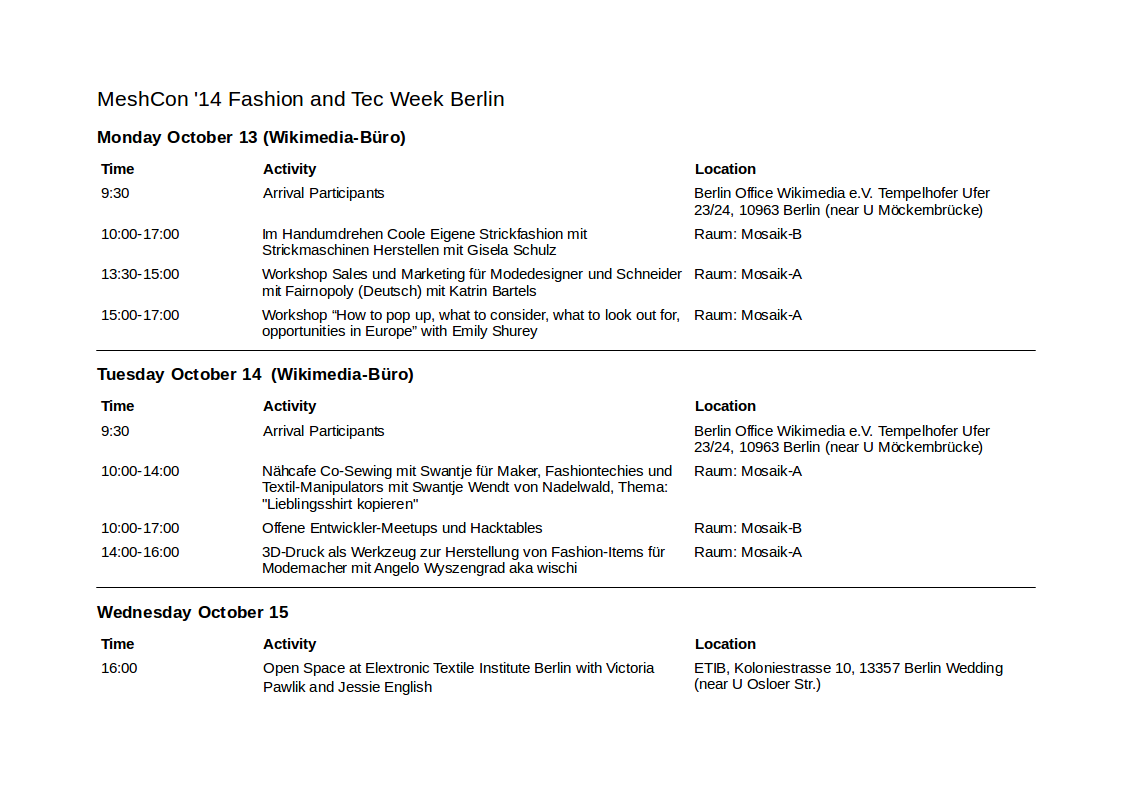 MeshCon '14 Fashion and Tec Week Berlin
Monday October 13 (Wikimedia-Büro)
Time Activity Location
9:30 Arrival Participants Berlin Office Wikimedia e.V. Tempelhofer Ufer
23/24, 10963 Berlin (near U Möckernbrücke)
10:00-17:00 Im Handumdrehen Coole Eigene Strickfashion mit Raum: Mosaik-B
Strickmaschinen Herstellen mit Gisela Schulz
13:30-15:00 Workshop Sales und Marketing für Modedesigner und Schneider Raum: Mosaik-A
mit Fairnopoly (Deutsch) mit Katrin Bartels
15:00-17:00 Workshop “How to pop up, what to consider, what to look out for, Raum: Mosaik-A
opportunities in Europe” with Emily Shurey
Tuesday October 14  (Wikimedia-Büro)
Time Activity Location
9:30 Arrival Participants Berlin Office Wikimedia e.V. Tempelhofer Ufer
23/24, 10963 Berlin (near U Möckernbrücke)
10:00-14:00 Nähcafe Co-Sewing mit Swantje für Maker, Fashiontechies und Raum: Mosaik-A
Textil-Manipulators mit Swantje Wendt von Nadelwald, Thema:
"Lieblingsshirt kopieren"
10:00-17:00 Offene Entwickler-Meetups und Hacktables Raum: Mosaik-B
14:00-16:00 3D-Druck als Werkzeug zur Herstellung von Fashion-Items für Raum: Mosaik-A
Modemacher mit Angelo Wyszengrad aka wischi
Wednesday October 15
Time Activity Location
16:00 Open Space at Elextronic Textile Institute Berlin with Victoria ETIB, Koloniestrasse 10, 13357 Berlin Wedding
Pawlik and Jessie English (near U Osloer Str.)